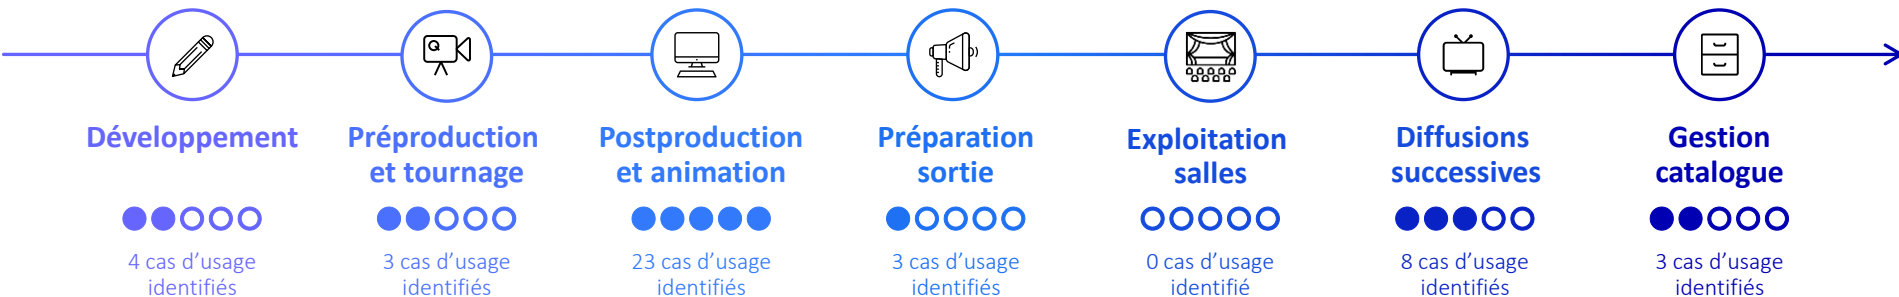 Développement
4 cas d’usage
identifiés
Préproduction
et tournage
3 cas d’usage
identifiés
Postproduction
et animation
23 cas d’usage
identifiés
Préparation
sortie
3 cas d’usage
identifiés
Exploitation
salles
0 cas d’usage
identifié
Diffusions
successives
8 cas d’usage
identifiés
Gestion
catalogue
3 cas d’usage
identifiés